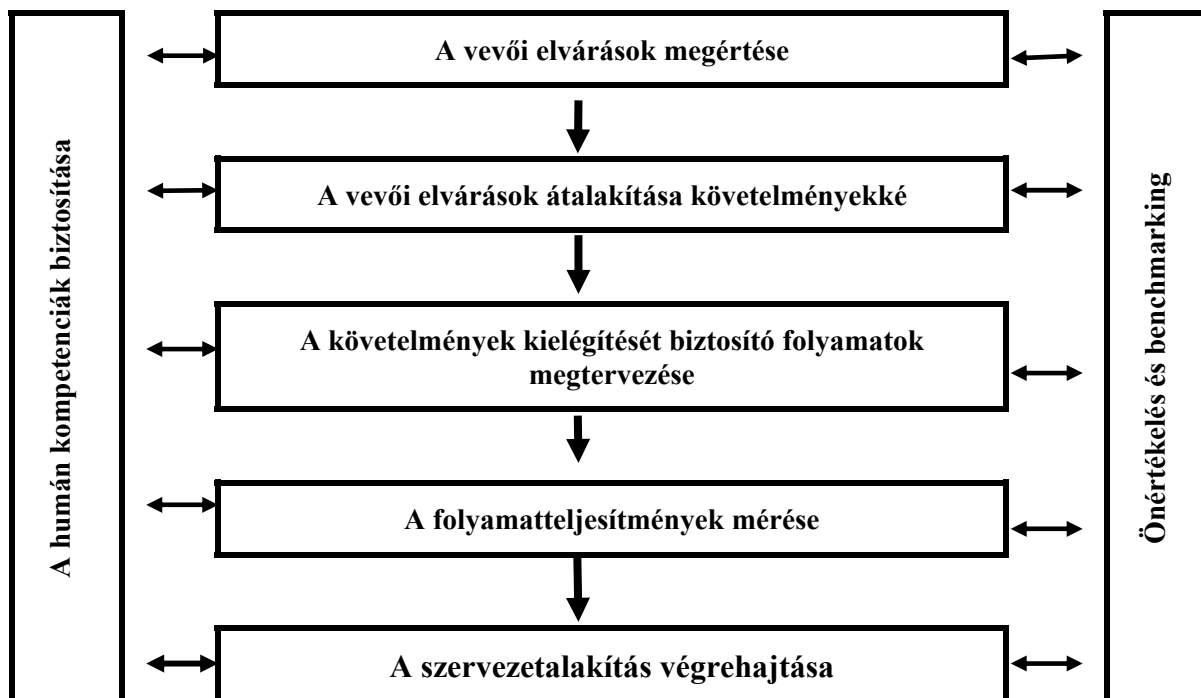 A humán kompetenciák biztosítása
A vevői elvárások megértése
A vevői elvárások átalakítása követelményekké
A követelmények kielégítését biztosító folyamatok
megtervezése
A folyamatteljesítmények mérése
A szervezetalakítás végrehajtása
Önértékelés és benchmarking